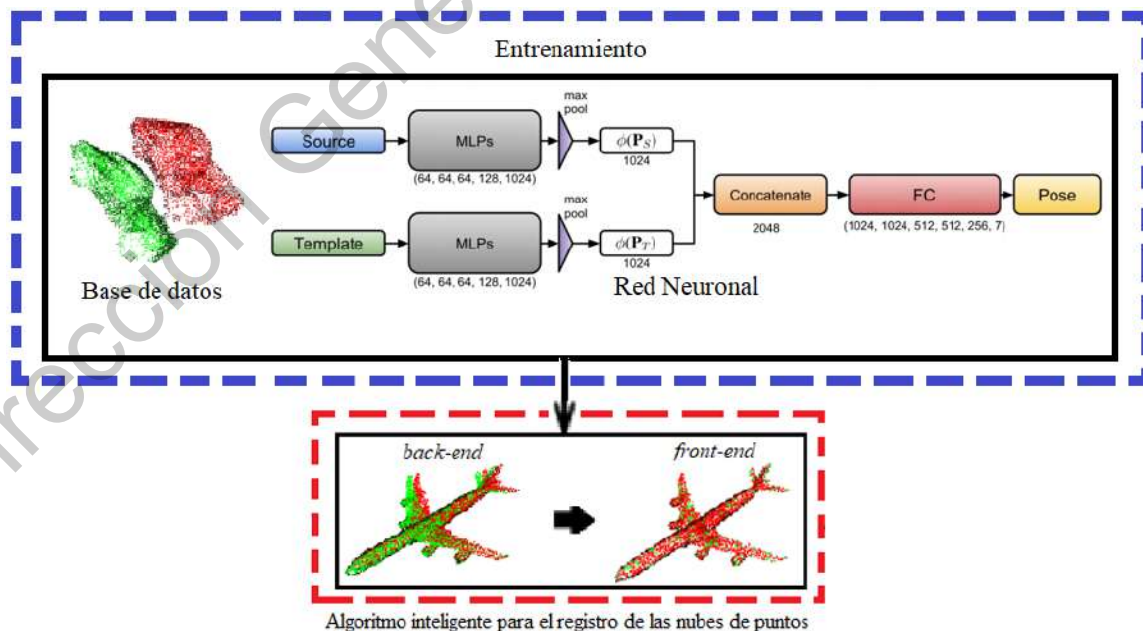 Entrenamiento
Source
MLPs
(64, 64, 64, 128, 1024)
max
pool
ϕ(P_S)
1024
Template
MLPs
(64, 64, 64, 128, 1024)
max
pool
ϕ(P_T)
1024
Concatenate
2048
FC
(1024, 1024, 512, 512, 256, 7)
Pose
Base de datos
Red Neuronal
back-end
front-end
Algoritmo inteligente para el registro de las nubes de puntos